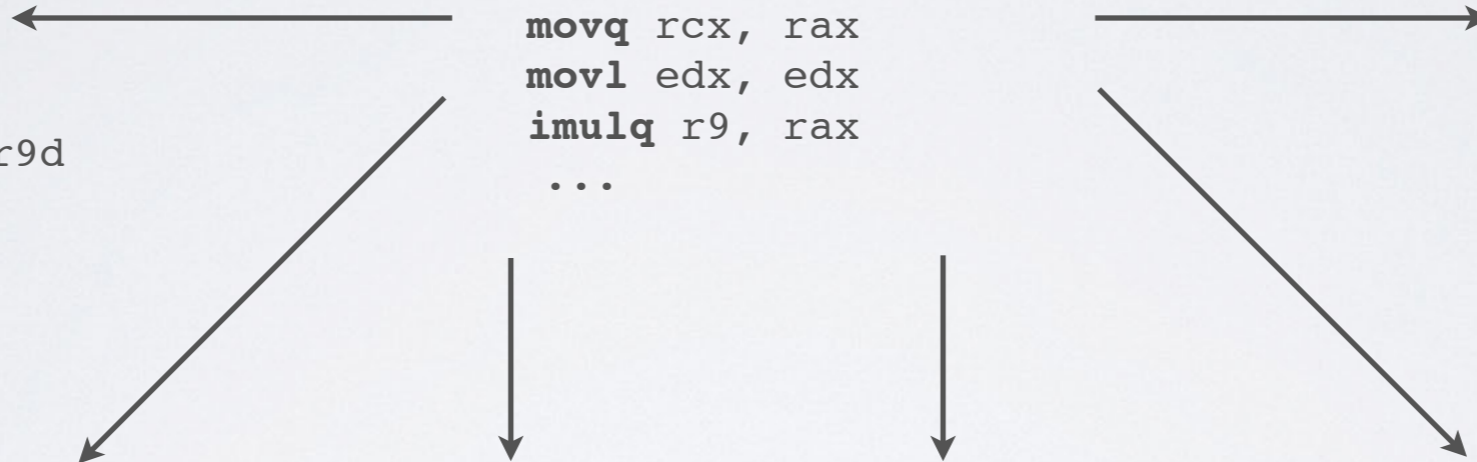 movq rcx, rax
movl edx, edx
imulq r9, rax
r9d
...